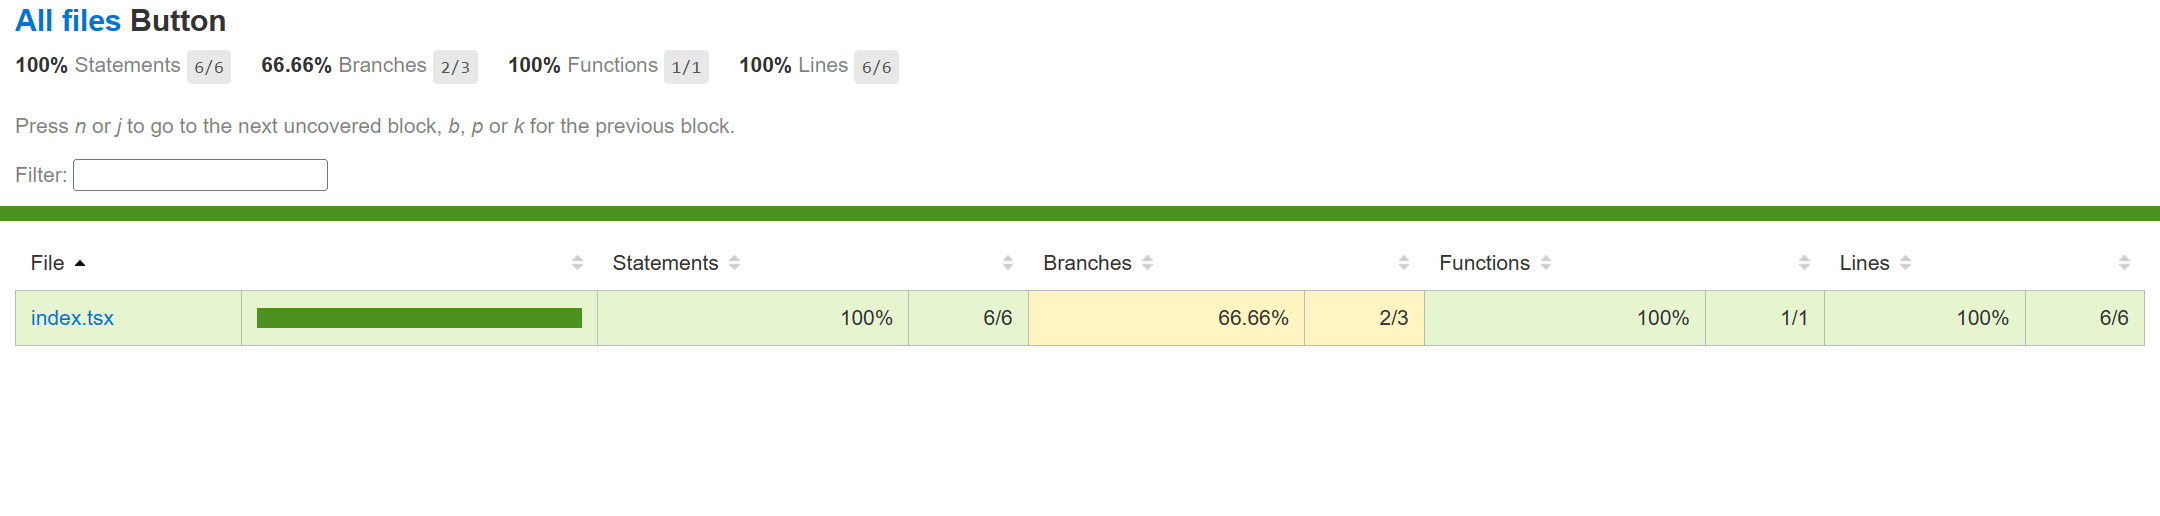 All files Button
100% Statements 6/6 66.66% Branches 2/3 100% Functions 1/1 100% Lines 6/6
Press n or j to go to the next uncovered block, b, p or k for the previous block.
Filter:
File Statements Branches Functions Lines
index.tsx 100% 6/6 66.66% 2/3 100% 1/1 100% 6/6